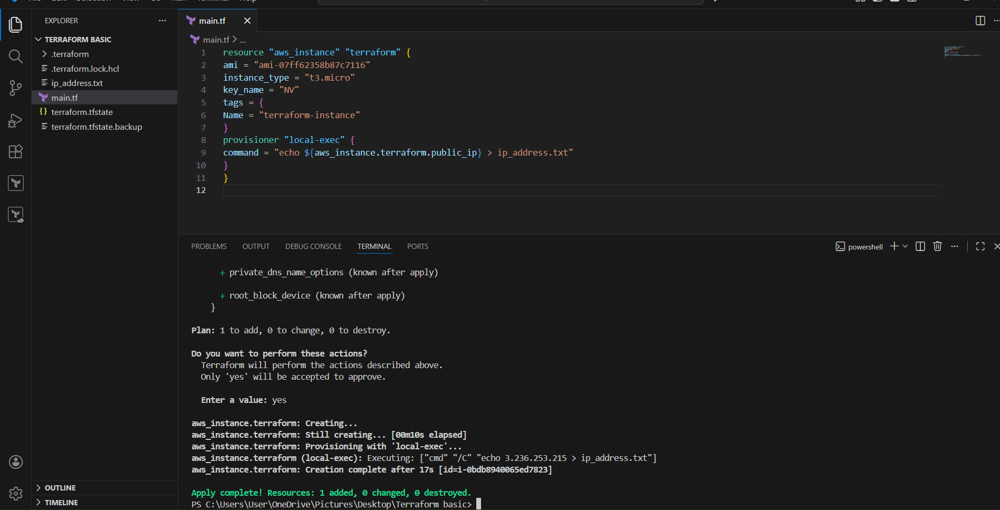 EXPLORER
TERRAFORM BASIC
.terraform
.terraform.lock.hcl
ip_address.txt
main.tf
terraform.tfstate
terraform.tfstate.backup
OUTLINE
TIMELINE
main.tf
main.tf > ...
1 resource "aws_instance" "terraform" {
2 ami = "ami-07ff62358b87c7116"
3 instance_type = "t3.micro"
4 key_name = "NV"
5 tags = {
6 Name = "terraform-instance"
7 }
8 provisioner "local-exec" {
9 command = "echo ${aws_instance.terraform.public_ip} > ip_address.txt"
10 }
11 }
12
PROBLEMS OUTPUT DEBUG CONSOLE TERMINAL PORTS
powershell
+ private_dns_name_options (known after apply)
+ root_block_device (known after apply)
}
Plan: 1 to add, 0 to change, 0 to destroy.
Do you want to perform these actions?
Terraform will perform the actions described above.
Only 'yes' will be accepted to approve.
Enter a value: yes
aws_instance.terraform: Creating...
aws_instance.terraform: Still creating... [00m10s elapsed]
aws_instance.terraform: Provisioning with 'local-exec'...
aws_instance.terraform (local-exec): Executing: ["cmd" "/C" "echo 3.236.253.215 > ip_address.txt"]
aws_instance.terraform: Creation complete after 17s [id=i-0bdb8940065ed7823]
Apply complete! Resources: 1 added, 0 changed, 0 destroyed.
PS C:\Users\User\OneDrive\Pictures\Desktop\Terraform basic>